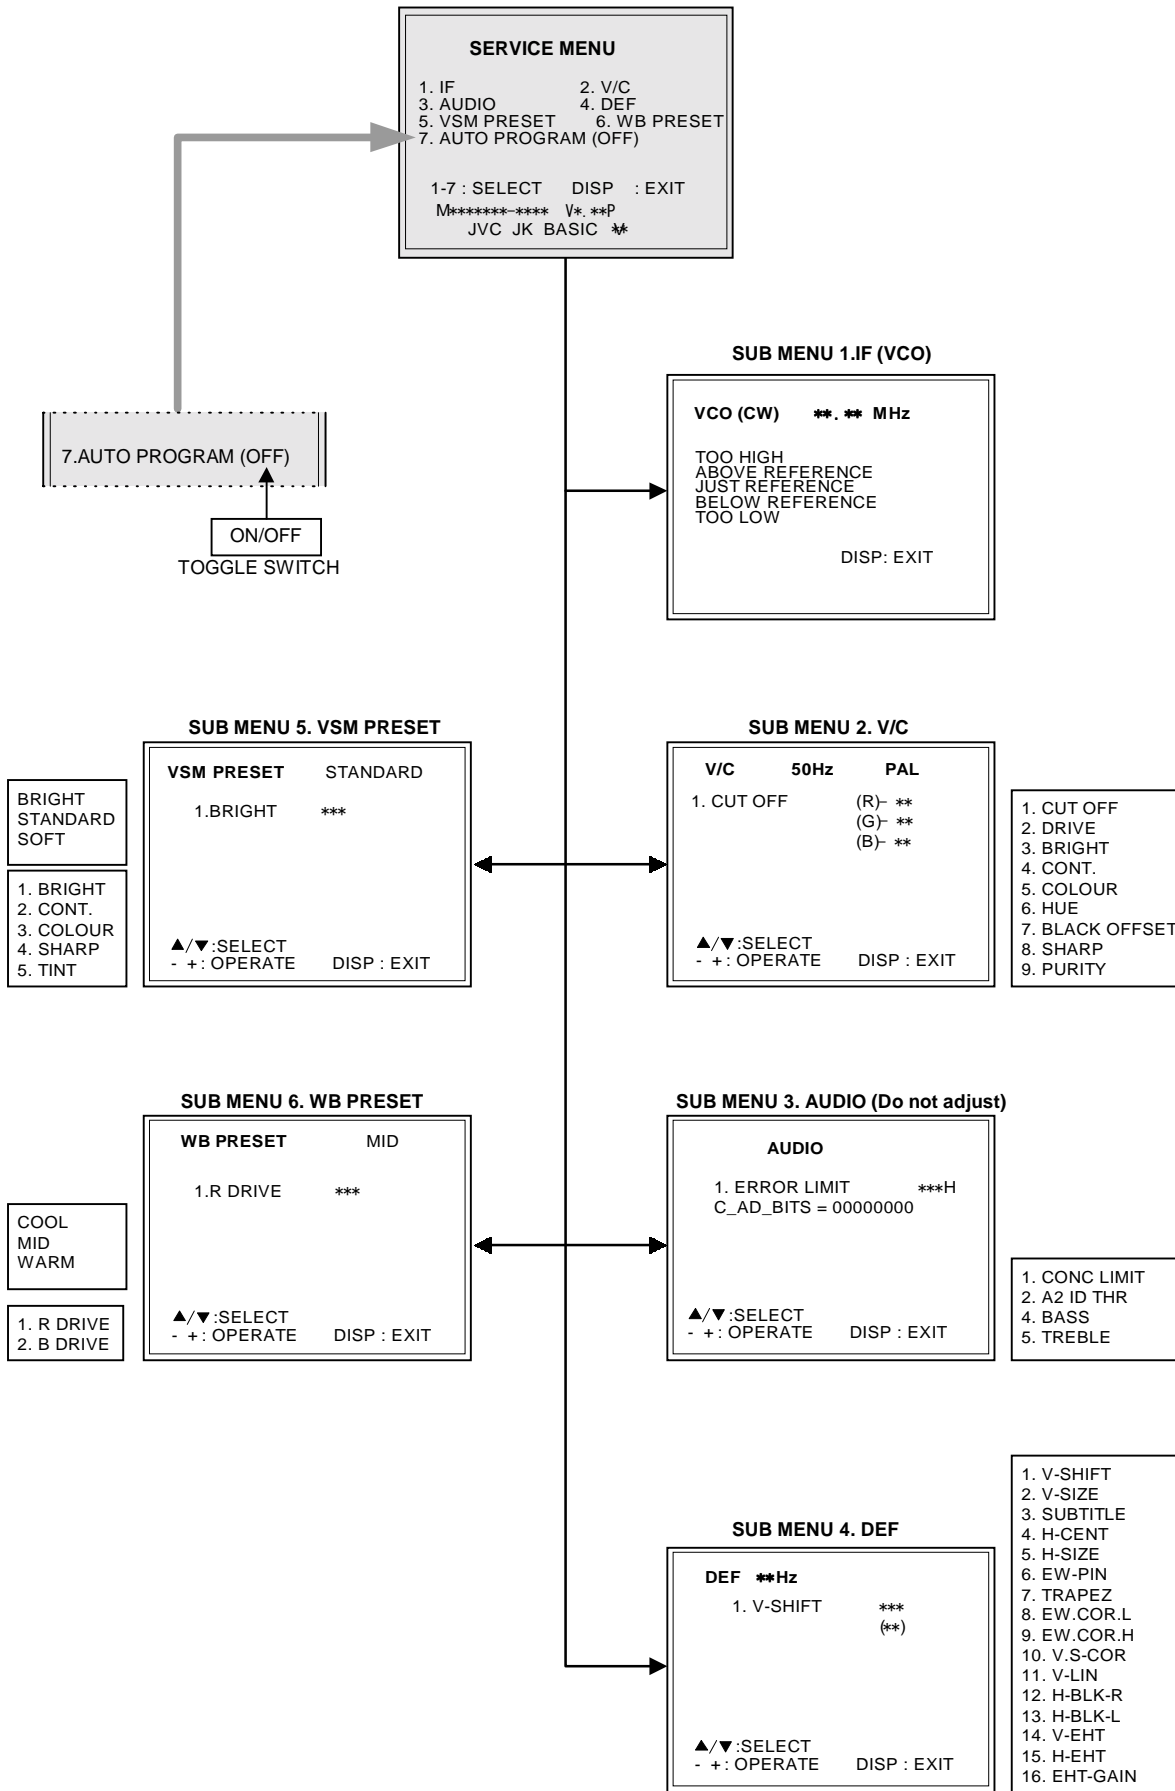 SERVICE MENU
1. IF 2. V/C
3. AUDIO 4. DEF
5. VSM PRESET 6. WB PRESET
7. AUTO PROGRAM (OFF)
1-7 : SELECT DISP : EXIT
M*******-**** V*.**P
JVC JK BASIC
7.AUTO PROGRAM (OFF)
ON/OFF
TOGGLE SWITCH
SUB MENU 1.IF (VCO)
VCO (CW) **.** MHz
TOO HIGH
ABOVE REFERENCE
JUST REFERENCE
BELOW REFERENCE
TOO LOW
DISP: EXIT
SUB MENU 5. VSM PRESET
VSM PRESET STANDARD
1.BRIGHT ***
▲/▼:SELECT
- +: OPERATE DISP : EXIT
BRIGHT
STANDARD
SOFT
1. BRIGHT
2. CONT.
3. COLOUR
4. SHARP
5. TINT
SUB MENU 2. V/C
V/C 50Hz PAL
1. CUT OFF (R)- **
(G)- **
(B)- **
▲/▼:SELECT
- +: OPERATE DISP : EXIT
1. CUT OFF
2. DRIVE
3. BRIGHT
4. CONT.
5. COLOUR
6. HUE
7. BLACK OFFSET
8. SHARP
9. PURITY
SUB MENU 6. WB PRESET
WB PRESET MID
1.R DRIVE ***
▲/▼:SELECT
- +: OPERATE DISP : EXIT
COOL
MID
WARM
1. R DRIVE
2. B DRIVE
SUB MENU 3. AUDIO (Do not adjust)
AUDIO
1. ERROR LIMIT ***H
C_AD_BITS = 00000000
▲/▼:SELECT
- +: OPERATE DISP : EXIT
1. CONC LIMIT
2. A2 ID THR
4. BASS
5. TREBLE
SUB MENU 4. DEF
DEF **Hz
1. V-SHIFT ***
(**)
▲/▼:SELECT
- +: OPERATE DISP : EXIT
1. V-SHIFT
2. V-SIZE
3. SUBTITLE
4. H-CENT
5. H-SIZE
6. EW-PIN
7. TRAPEZ
8. EW.COR.L
9. EW.COR.H
10. V.S-COR
11. V-LIN
12. H-BLK-R
13. H-BLK-L
14. V-EHT
15. H-EHT
16. EHT-GAIN